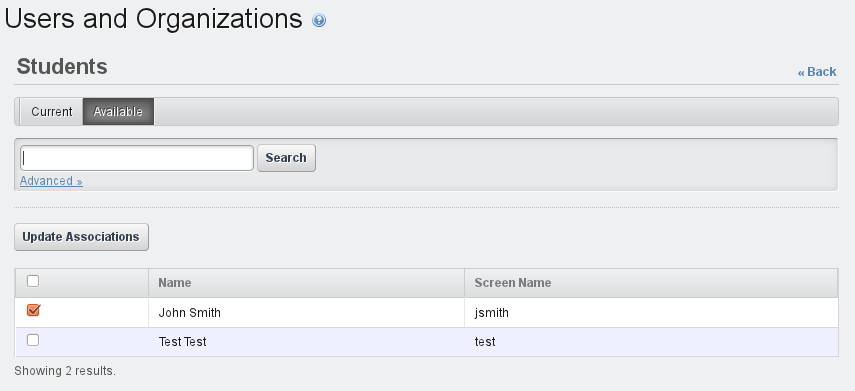 Users and Organizations ?
Students
« Back
Current Available
Search
Advanced »
Update Associations
Name Screen Name
John Smith jsmith
Test Test test
Showing 2 results.